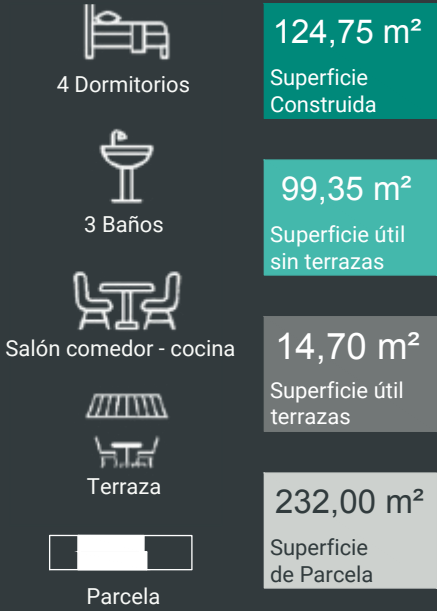 4 Dormitorios
3 Baños
Salón comedor - cocina
Terraza
Parcela
124,75 m²
Superficie
Construida
99,35 m²
Superficie útil
sin terrazas
14,70 m²
Superficie útil
terrazas
232,00 m²
Superficie
de Parcela